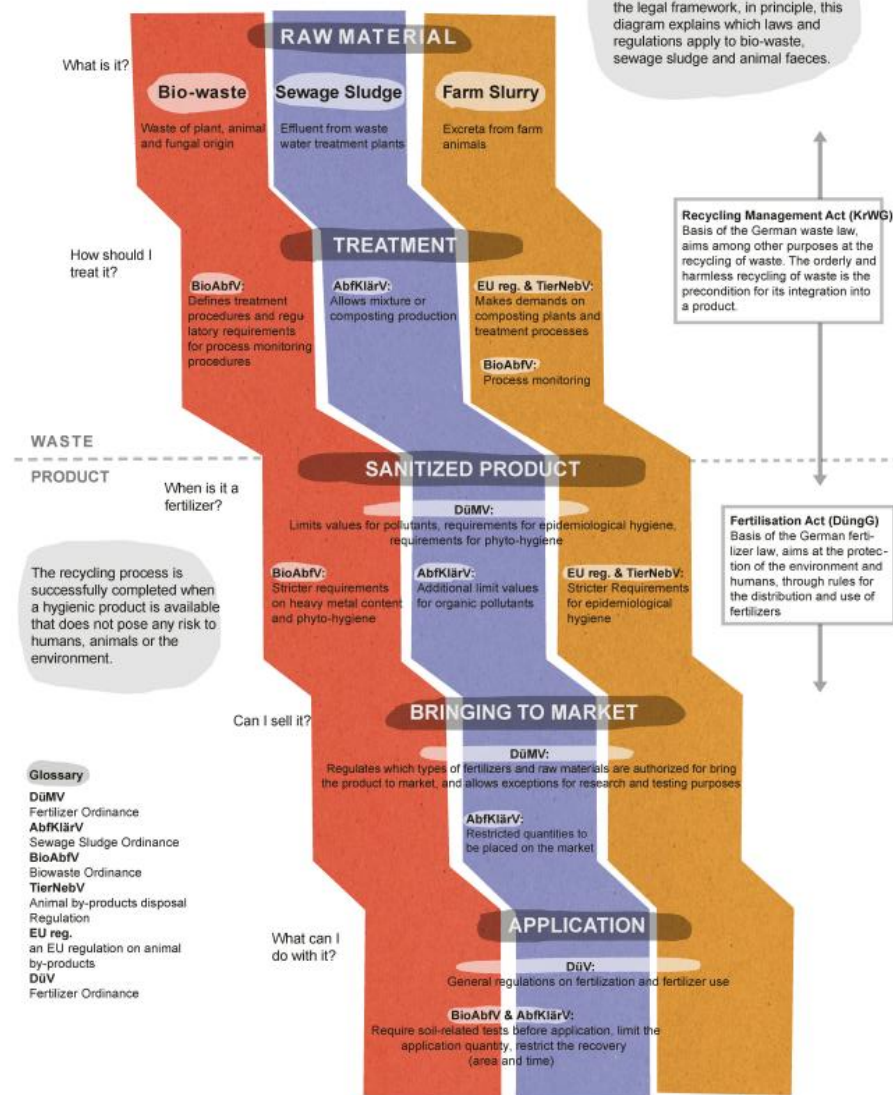 the legal framework, in principle, this
diagram explains which laws and
regulations apply to bio-waste,
sewage sludge and animal faeces.
RAW MATERIAL
What is it?
Bio-waste
Waste of plant, animal
and fungal origin
Sewage Sludge
Effluent from waste
water treatment plants
Farm Slurry
Excreta from farm
animals
Recycling Management Act (KrWG)
Basis of the German waste law,
aims among other purposes at the
recycling of waste. The orderly and
harmless recycling of waste is the
precondition for its integration into
a product.
TREATMENT
How should I
treat it?
BioAbfV:
Defines treatment
procedures and regu-
latory requirements
for process monitoring
procedures
AbfKlärV:
Allows mixture or
composting production
EU reg. & TierNebV:
Makes demands on
composting plants and
treatment processes
BioAbfV:
Process monitoring
WASTE
PRODUCT
SANITIZED PRODUCT
When is it a
fertilizer?
DüMV:
Limits values for pollutants, requirements for epidemiological hygiene,
requirements for phyto-hygiene
BioAbfV:
Stricter requirements
on heavy metal content
and phyto-hygiene
AbfKlärV:
Additional limit values
for organic pollutants
EU reg. & TierNebV:
Stricter Requirements
for epidemiological
hygiene
Fertilisation Act (DüngG)
Basis of the German ferti-
lizer law, aims at the protec-
tion of the environment and
humans, through rules for
the distribution and use of
fertilizers
The recycling process is
successfully completed when
a hygienic product is available
that does not pose any risk to
humans, animals or the
environment.
BRINGING TO MARKET
Can I sell it?
DüMV:
Regulates which types of fertilizers and raw materials are authorized for bring
the product to market, and allows exceptions for research and testing purposes
AbfKlärV:
Restricted quantities to
be placed on the market
APPLICATION
What can I
do with it?
DüV:
General regulations on fertilization and fertilizer use
BioAbfV & AbfKlärV:
Require soil-related tests before application, limit the
application quantity, restrict the recovery
(area and time)
Glossary
DüMV
Fertilizer Ordinance
AbfKlärV
Sewage Sludge Ordinance
BioAbfV
Biowaste Ordinance
TierNebV
Animal by-products disposal
Regulation
EU reg.
an EU regulation on animal
by-products
DüV
Fertilizer Ordinance